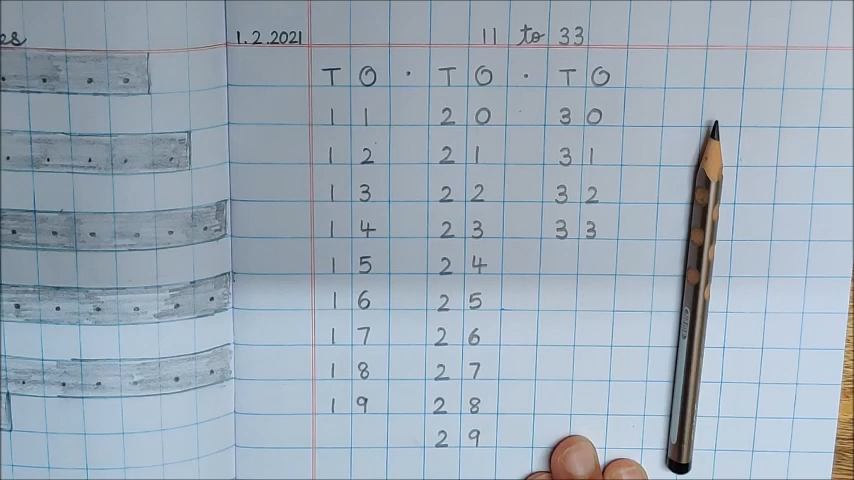 es
1.2.2021 11 to 33
T O . T O . T O
1 1 2 0 3 0
1 2 2 1 3 1
1 3 2 2 3 2
1 4 2 3 3 3
1 5 2 4
1 6 2 5
1 7 2 6
1 8 2 7
1 9 2 8
2 9